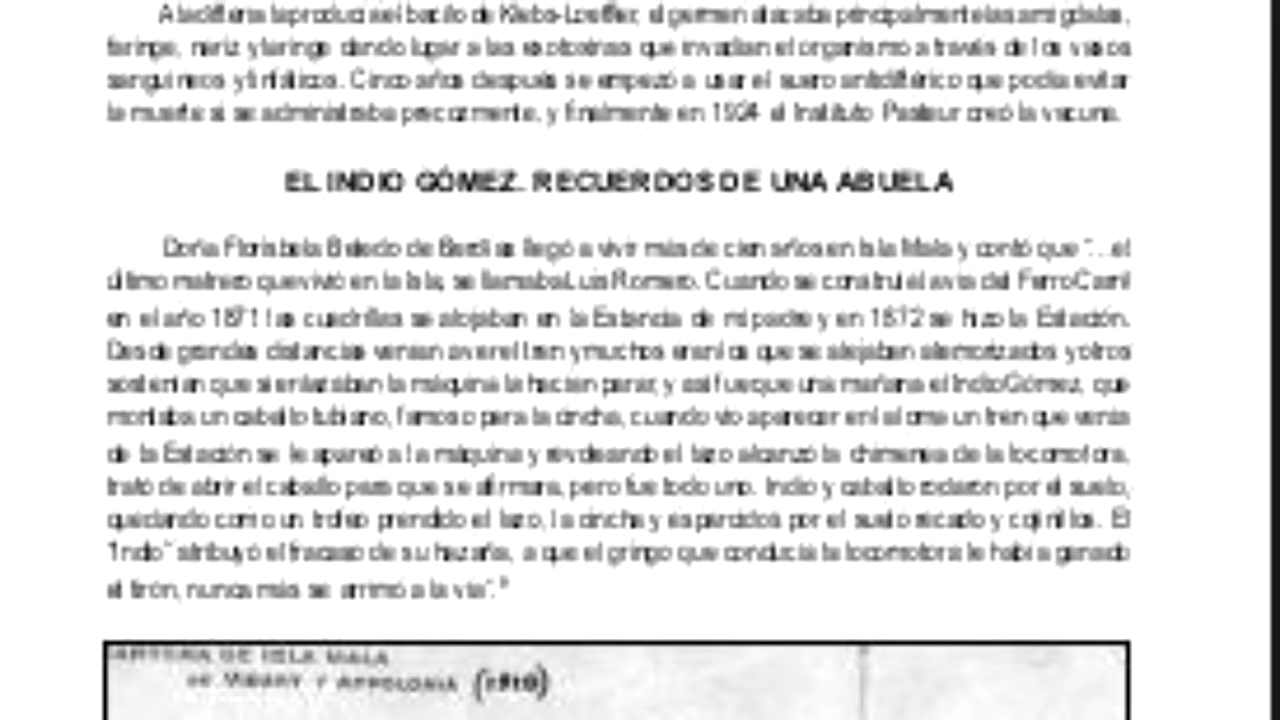 A la difteria la producía el bacilo de Klebs-Loeffler, el germen atacaba principalmente las amígdalas,
faringe, nariz y laringe dando lugar a las exotoxinas que invadían el organismo a través de los vasos
sanguíneos y linfáticos. Cinco años después se empezó a usar el suero antidiftérico que podía evitar
la muerte si se administraba precozmente, y finalmente en 1924 el Instituto Pasteur creó la vacuna.
EL INDIO GÓMEZ. RECUERDOS DE UNA ABUELA
Doña Florisbela de llegó a vivir más de cien años en Isla Mala y contó que "...el
último matrero que vivió en la Isla, se llamaba Luis Romero. Cuando se construí la vía del FerroCarril
en el año 1871 las cuadrillas se alojaban en la Estancia de mi padre y en 1872 se hizo la Estación.
Desde grandes distancias venían a ver el tren y muchos eran los que se alejaban atemorizados y otros
sostenían que si enlazaban la máquina la hacían parar, y así fue que una mañana el Indio Gómez, que
montaba un caballo tubiano, famoso para la cincha, cuando vio aparecer en la loma un tren que venía
de la Estación se le apareó a la máquina y revoleando el lazo alcanzó la chimenea de la locomotora,
trató de abrir el caballo para que se afirmara, pero fue todo uno. Indio y caballo rodaron por el suelo,
quedando como un trofeo prendido el lazo, la cincha y esparcidos por el suelo recado y cojinillos. El
"Indio" atribuyó el fracaso de su hazaña, a que el gringo que conducía la locomotora le había ganado
el tirón, nunca más se arrimó a la vía".
DE ISLA MALA
DE Y APPOLONIA (1810)